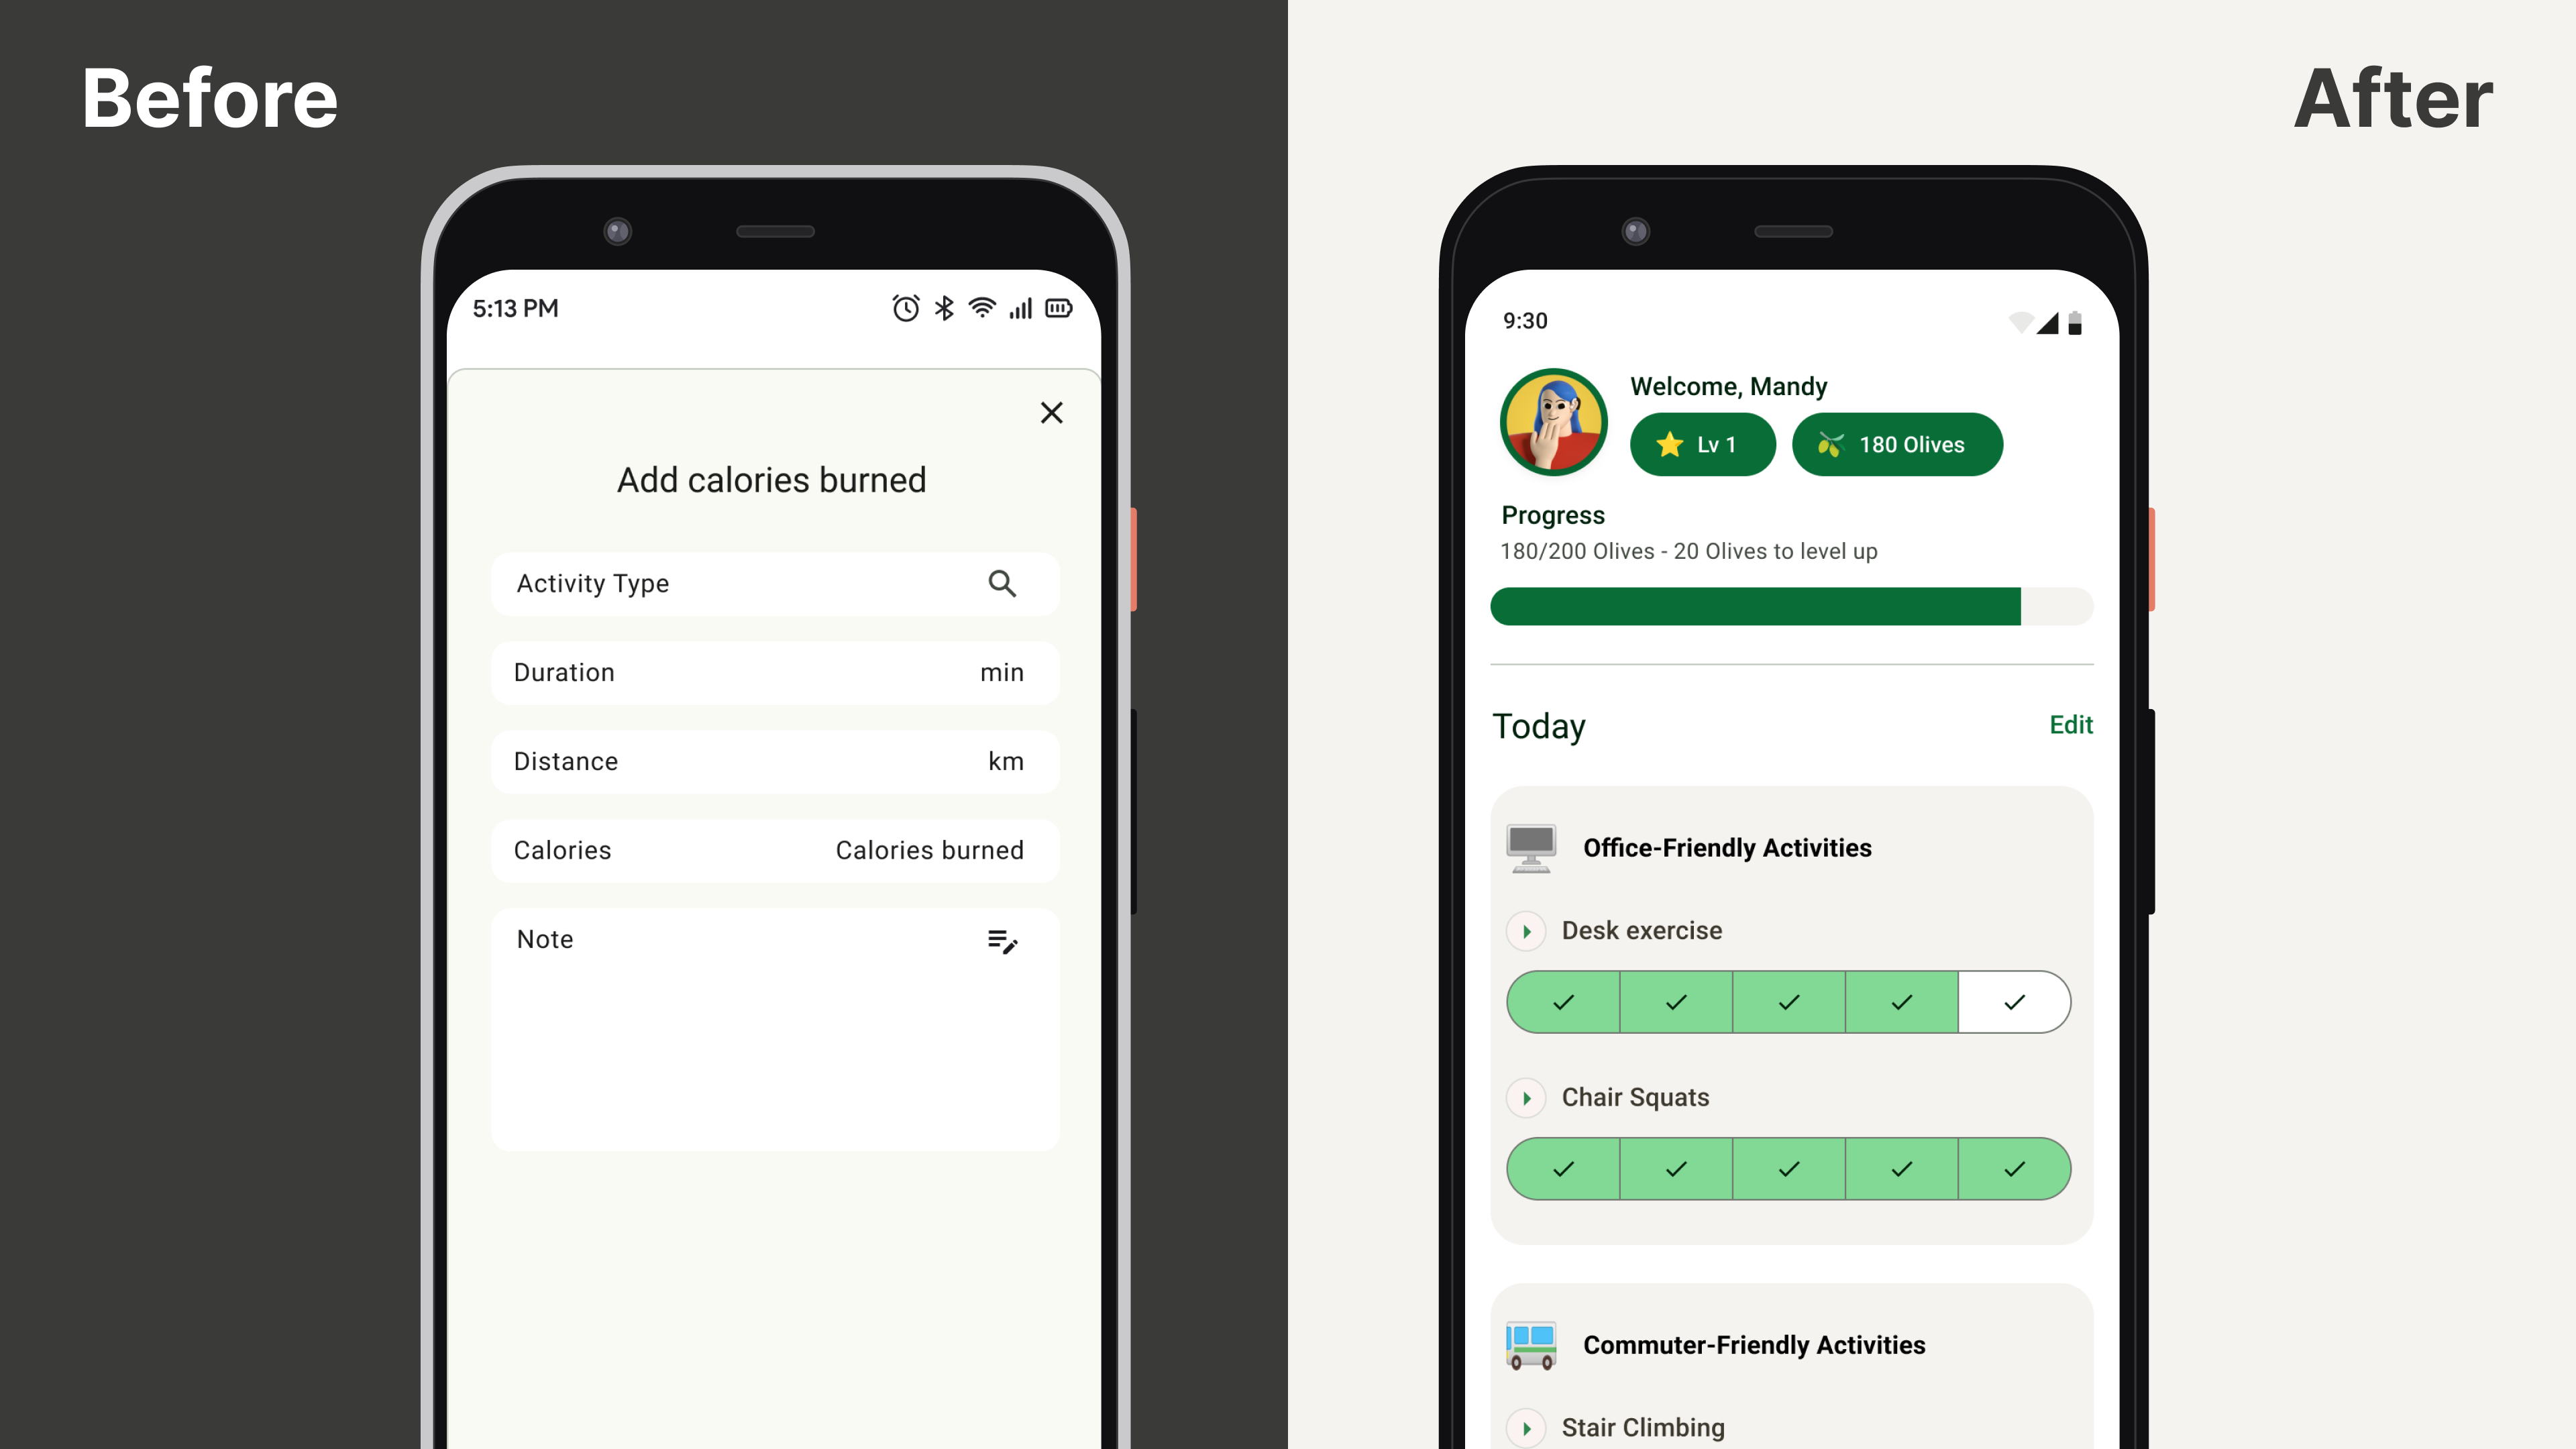 Before
5:13 PM
Add calories burned
Activity Type
Duration min
Distance km
Calories Calories burned
Note
After
9:30
Welcome, Mandy
Lv 1 180 Olives
Progress
180/200 Olives - 20 Olives to level up
Today Edit
Office-Friendly Activities
Desk exercise
Chair Squats
Commuter-Friendly Activities
Stair Climbing